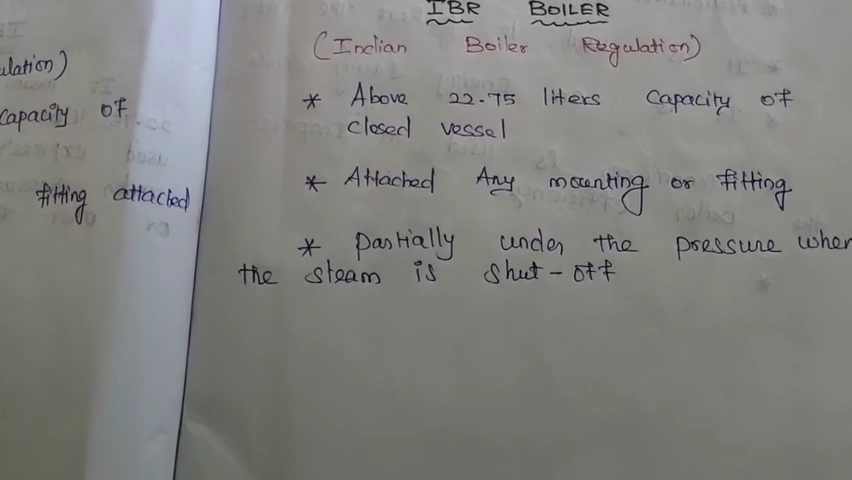 ulation)
capacity of
fitting attached
IBR BOILER
(Indian Boiler Regulation)
* Above 22.75 liters capacity of
closed vessel
* Attached Any mounting or fitting
* partially under the pressure when
the steam is shut-off